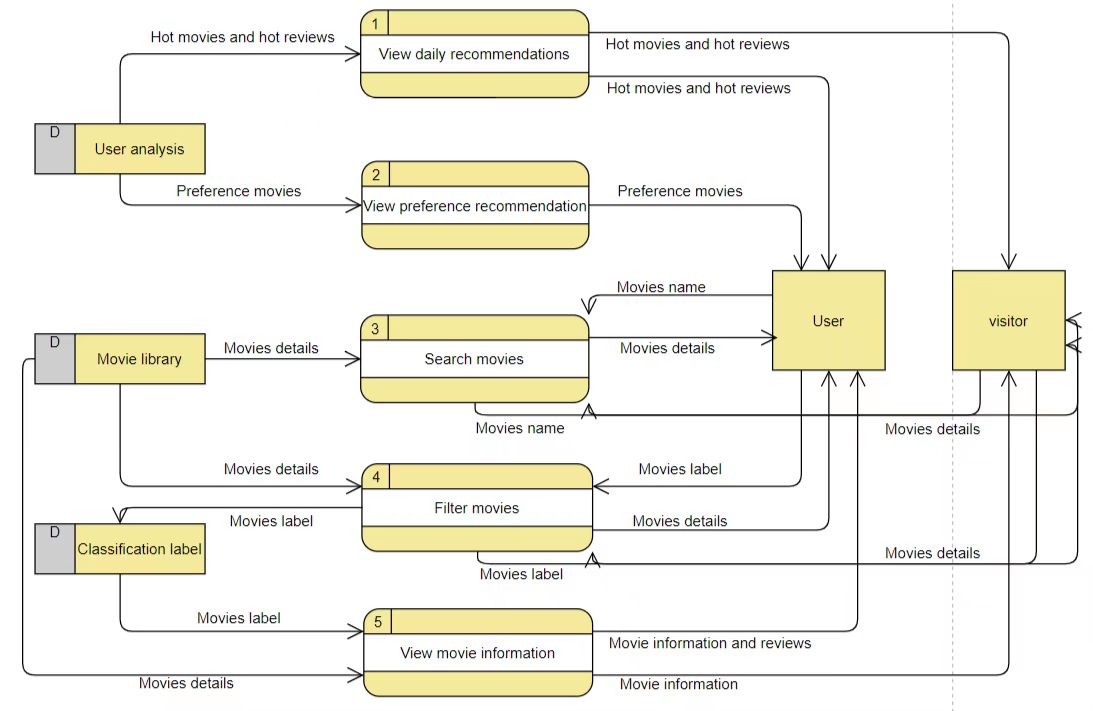 1
Hot movies and hot reviews
View daily recommendations
Hot movies and hot reviews
Hot movies and hot reviews
D
User analysis
2
Preference movies
Preference movies
View preference recommendation
Movies name
User
visitor
3
D
Movie library
Movies details
Search movies
Movies details
Movies name
Movies details
4
Movies details
Movies label
Filter movies
Movies label
Movies details
D
Classification label
Movies details
Movies label
5
Movies label
View movie information
Movie information and reviews
Movies details
Movie information